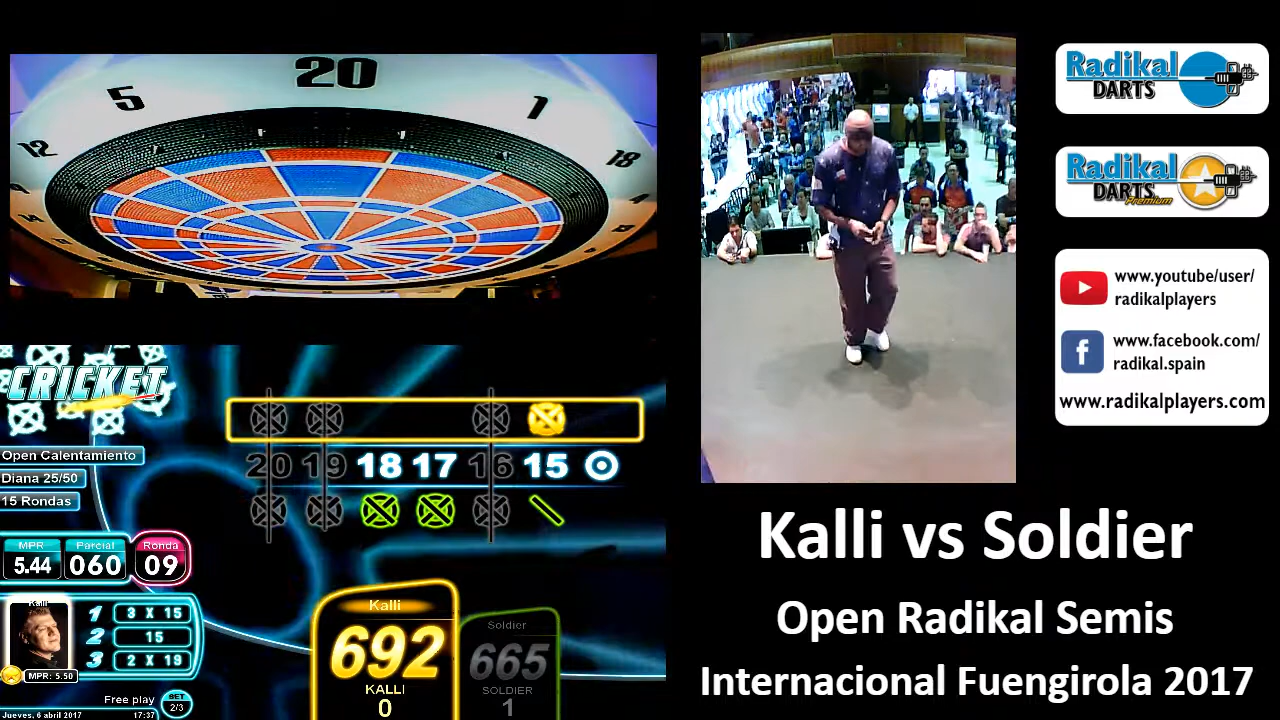 20
5
1
12
18
4
14
CRICKET
20 19 18 17 16 15
Open Calentamiento
Diana 25/50
15 Rondas
MPR
5.44
Parcial
060
Ronda
09
Kalli
MPR: 5.50
1 3 X 15
2 15
3 2 X 19
Free play
SET
2/3
Jueves, 6 abril 2017 17:37
Kalli
692
KALLI
0
Soldier
665
SOLDIER
1
Radikal
DARTS
Radikal
DARTS
Premium
www.youtube/user/
radikalplayers
www.facebook.com/
radikal.spain
www.radikalplayers.com
Kalli vs Soldier
Open Radikal Semis
Internacional Fuengirola 2017